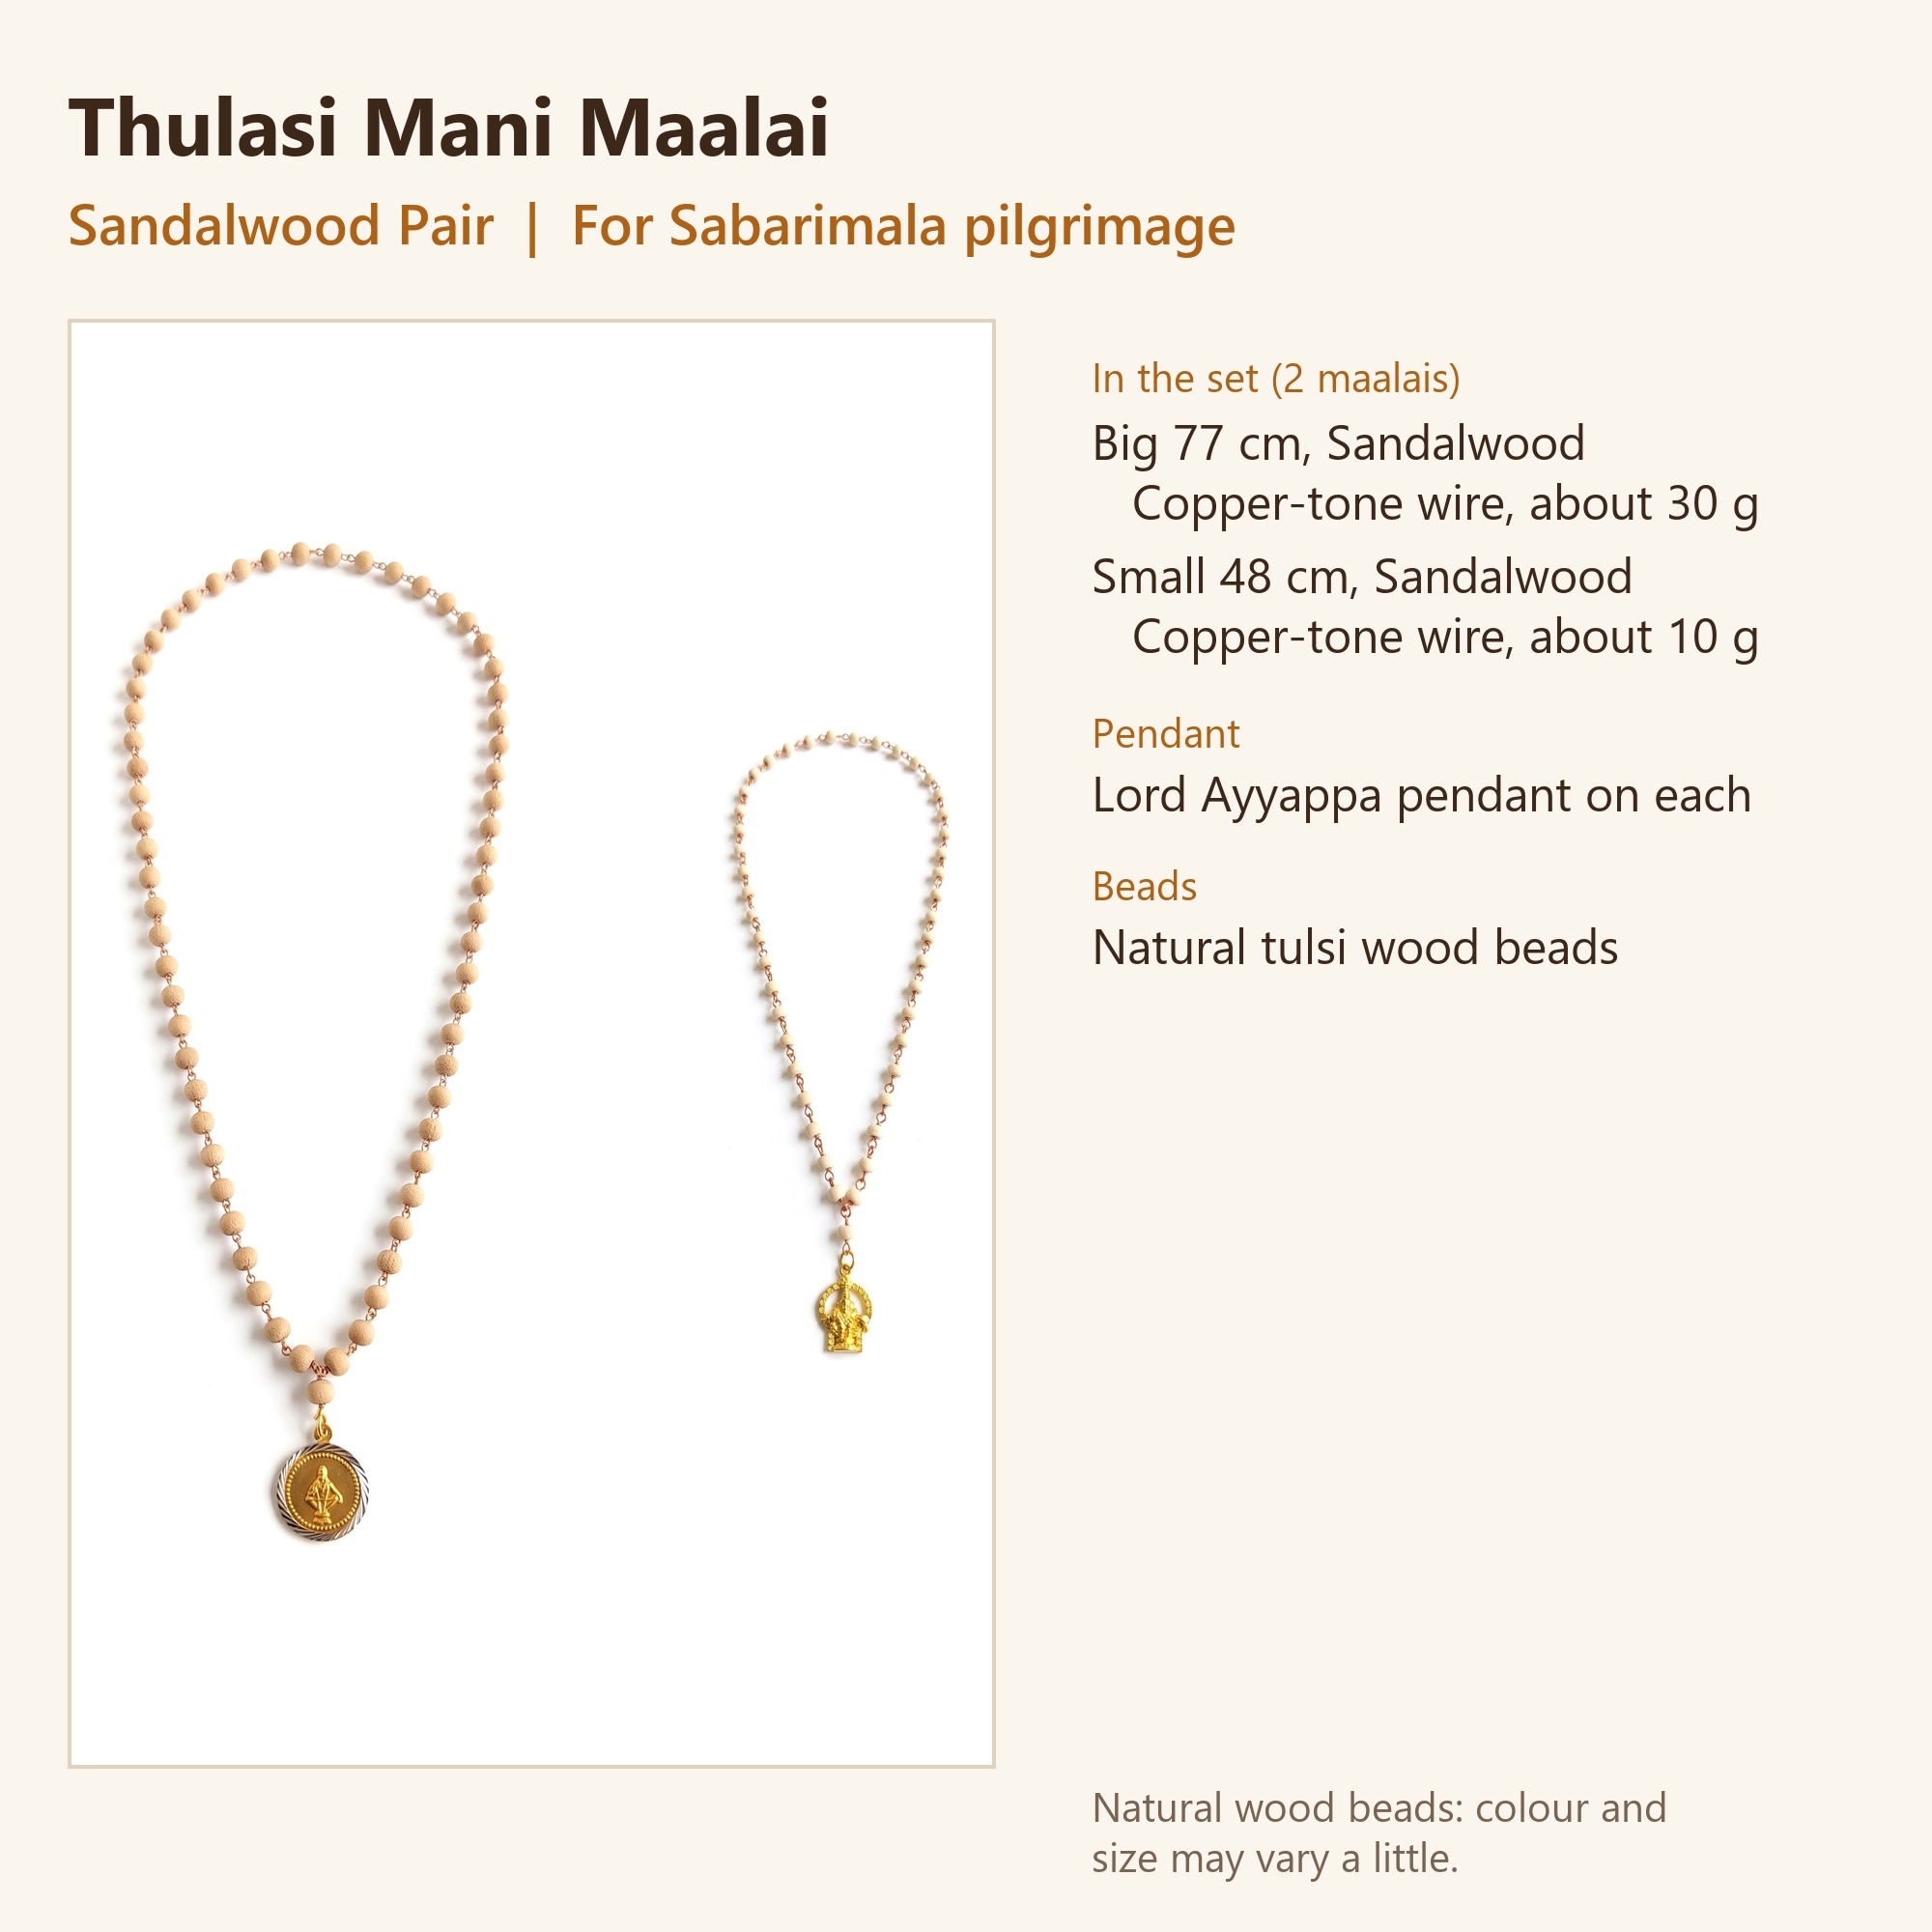 Thulasi Mani Maalai
Sandalwood Pair | For Sabarimala pilgrimage
In the set (2 maalais)
Big 77 cm, Sandalwood
Copper-tone wire, about 30 g
Small 48 cm, Sandalwood
Copper-tone wire, about 10 g
Pendant
Lord Ayyappa pendant on each
Beads
Natural tulsi wood beads
Natural wood beads: colour and
size may vary a little.